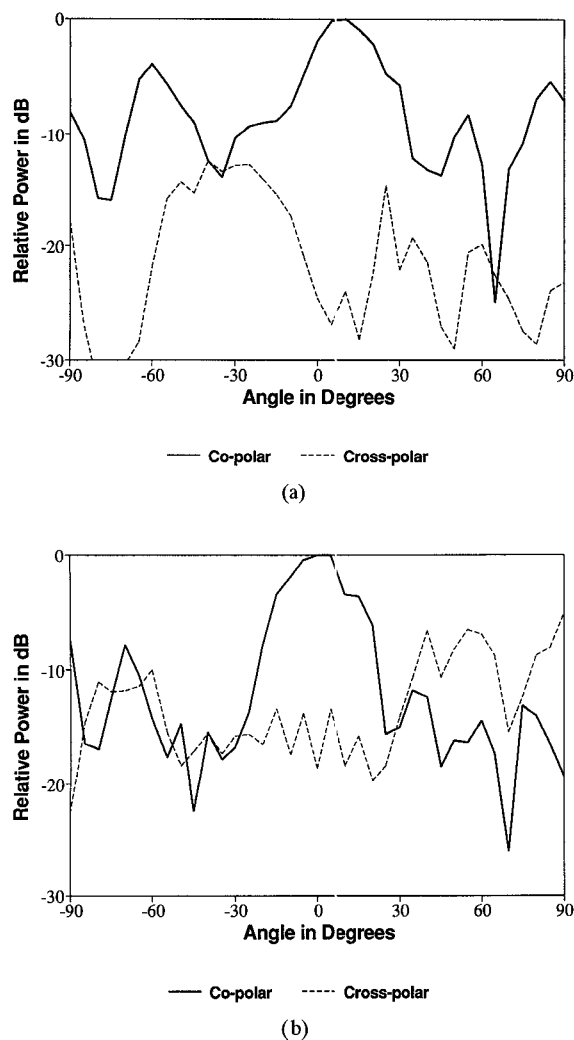 0
-10
-20
-30
Relative Power in dB
-90 -60 -30 0 30 60 90
Angle in Degrees
Co-polar Cross-polar
(a)
0
-10
-20
-30
Relative Power in dB
-90 -60 -30 0 30 60 90
Angle in Degrees
Co-polar Cross-polar
(b)